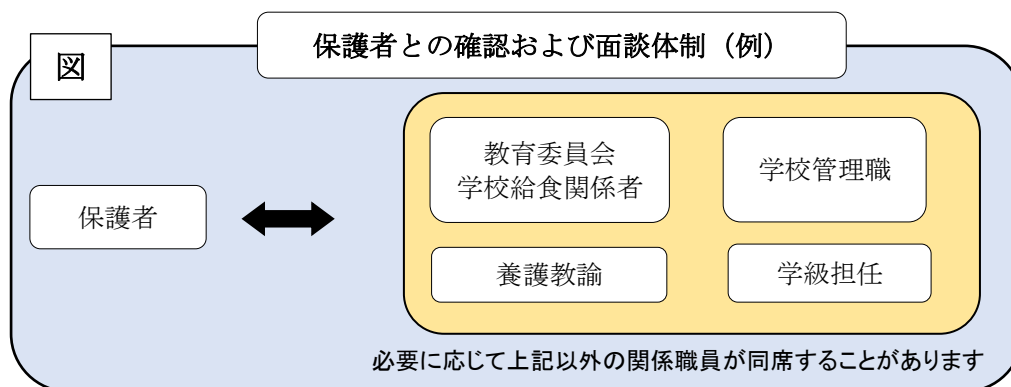 保護者との確認および面談体制（例）
図
保護者
教育委員会
学校給食関係者
学校管理職
養護教諭
学級担任
必要に応じて上記以外の関係職員が同席することがあります